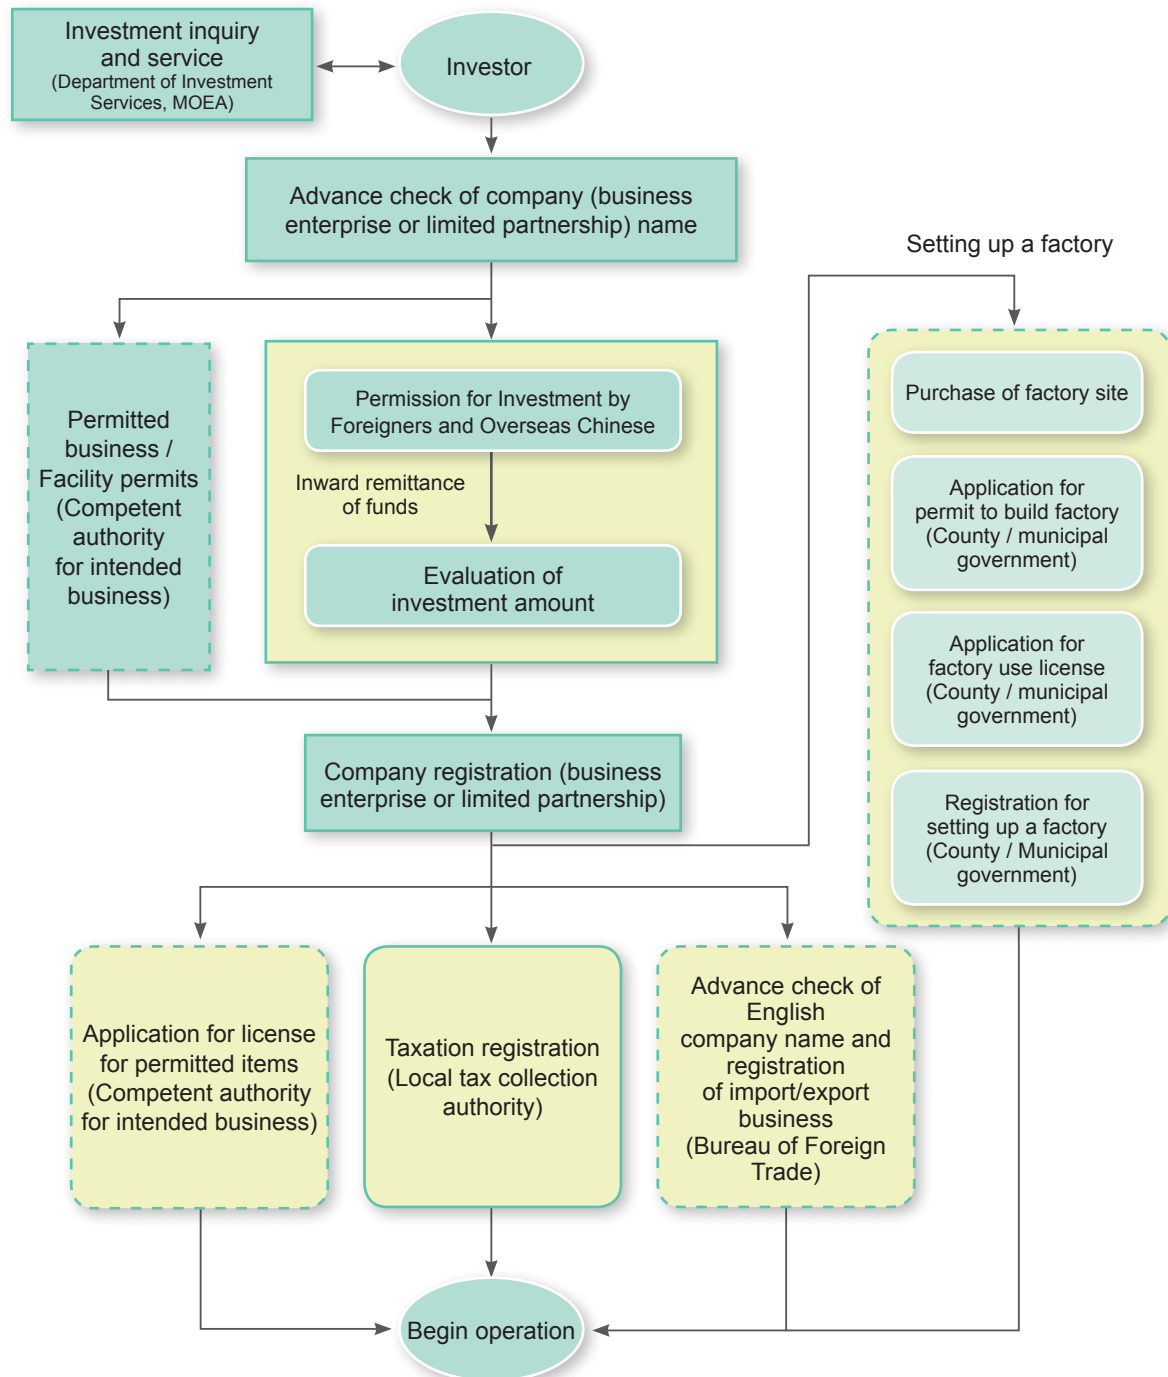 Investment inquiry
and service
(Department of Investment
Services, MOEA)
Investor
Advance check of company (business
enterprise or limited partnership) name
Setting up a factory
Permitted
business /
Facility permits
(Competent
authority
for intended
business)
Permission for Investment by
Foreigners and Overseas Chinese
Inward remittance
of funds
Evaluation of
investment amount
Purchase of factory site
Application for
permit to build factory
(County / municipal
government)
Application for
factory use license
(County / municipal
government)
Registration for
setting up a factory
(County / Municipal
government)
Company registration (business
enterprise or limited partnership)
Application for license
for permitted items
(Competent authority
for intended business)
Taxation registration
(Local tax collection
authority)
Advance check of
English
company name and
registration
of import/export
business
(Bureau of Foreign
Trade)
Begin operation